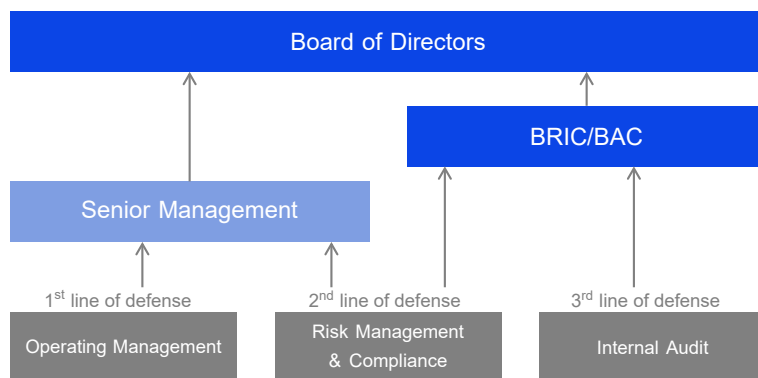 Board of Directors
BRIC/BAC
Senior Management
1st line of defense
2nd line of defense
3rd line of defense
Operating Management
Risk Management
& Compliance
Internal Audit